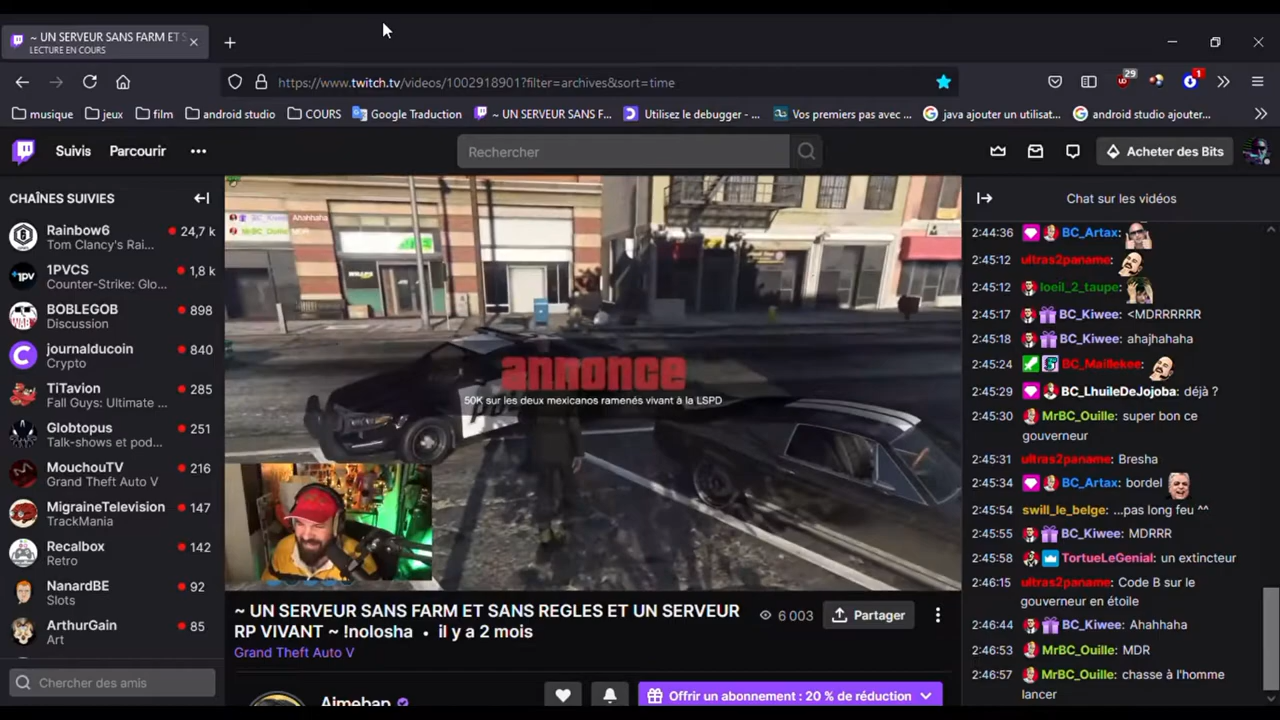 ~ UN SERVEUR SANS FARM ET S
LECTURE EN COURS
https://www.twitch.tv/videos/1002918901?filter=archives&sort=time
29
1
musique
jeux
film
android studio
COURS
Google Traduction
~ UN SERVEUR SANS F...
Utilisez le debugger - ...
Vos premiers pas avec ...
java ajouter un utilisat...
android studio ajouter...
Suivis
Parcourir
Rechercher
Acheter des Bits
CHAÎNES SUIVIES
Rainbow6
24,7 k
Tom Clancy's Rai...
1PVCS
1,8 k
Counter-Strike: Glo...
BOBLEGOB
898
Discussion
journalducoin
840
Crypto
TiTavion
285
Fall Guys: Ultimate ...
Globtopus
251
Talk-shows et pod...
MouchouTV
216
Grand Theft Auto V
MigraineTelevision
147
TrackMania
Recalbox
142
Retro
NanardBE
92
Slots
ArthurGain
85
Art
Chercher des amis
BC_Kiwee Ahahhaha
MrBC_Ouille MDR
annonce
50K sur les deux mexicanos ramenés vivant à la LSPD
~ UN SERVEUR SANS FARM ET SANS REGLES ET UN SERVEUR
RP VIVANT ~ !nolosha • il y a 2 mois
Grand Theft Auto V
6 003
Partager
Aimeban
Offrir un abonnement : 20 % de réduction
Chat sur les vidéos
2:44:36 BC_Artax:
2:45:12 ultras2paname:
2:45:12 loeil_2_taupe:
2:45:17 BC_Kiwee: <MDRRRRRR
2:45:18 BC_Kiwee: ahajhahaha
2:45:24 BC_Maillekoe:
2:45:29 BC_LhuileDeJojoba: déjà ?
2:45:30 MrBC_Ouille: super bon ce
gouverneur
2:45:31 ultras2paname: Bresha
2:45:34 BC_Artax: bordel
2:45:54 swill_le_belge: ...pas long feu ^^
2:45:55 BC_Kiwee: MDRRR
2:45:58 TortueLeGenial: un extincteur
2:46:15 ultras2paname: Code B sur le
gouverneur en étoile
2:46:44 BC_Kiwee: Ahahhaha
2:46:53 MrBC_Ouille: MDR
2:46:57 MrBC_Ouille: chasse à l'homme
lancer